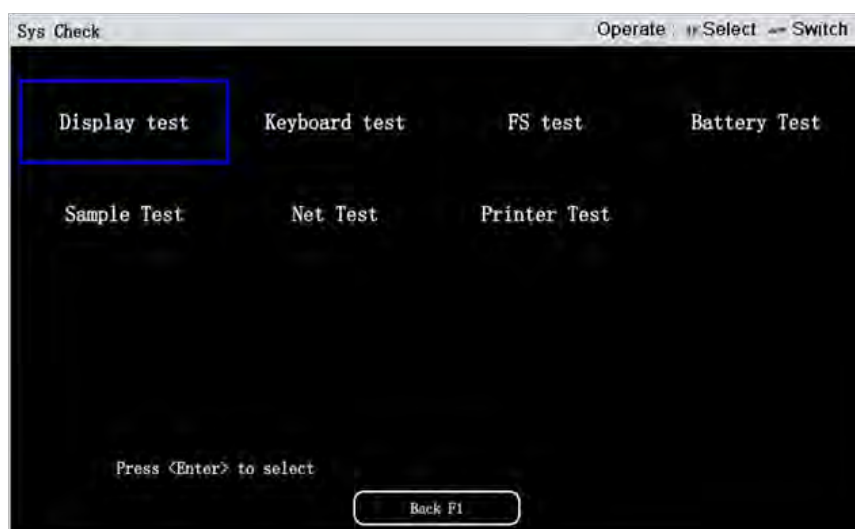 Sys Check Operate Select Switch
Display test Keyboard test FS test Battery Test
Sample Test Net Test Printer Test
Press <Enter> to select
Back F1